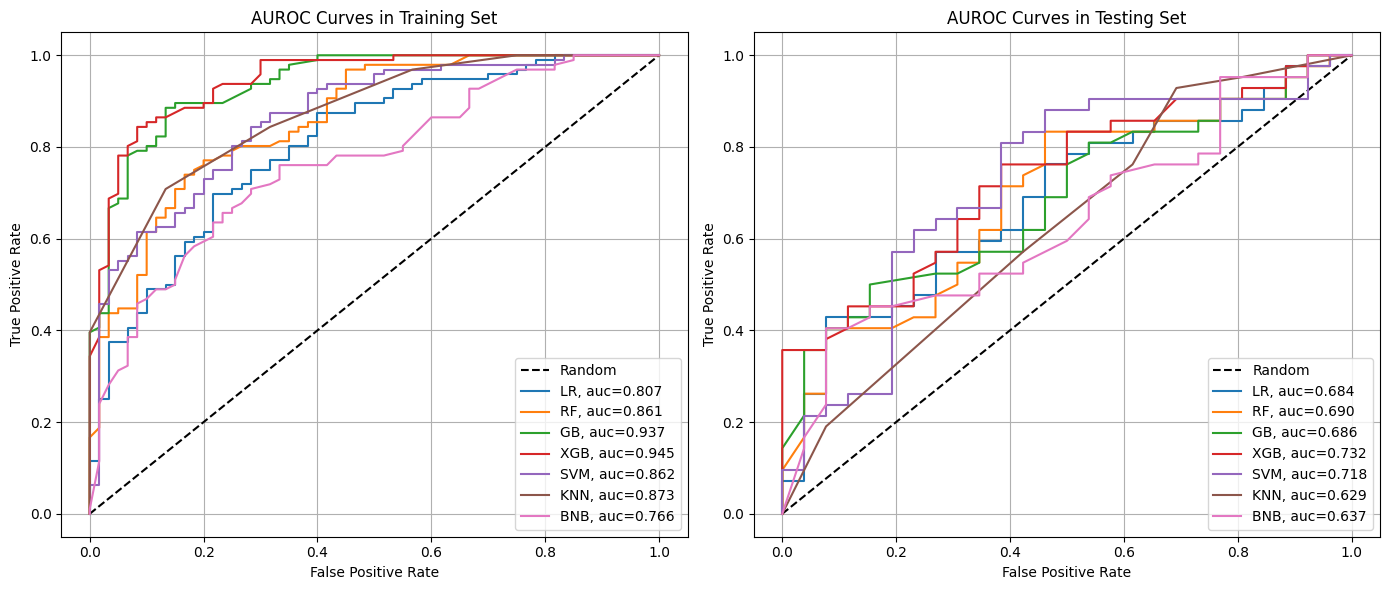 AUROC Curves in Training Set
1.0
0.8
0.6
0.4
0.2
0.0
True Positive Rate
0.0 0.2 0.4 0.6 0.8 1.0
False Positive Rate
Random
LR, auc=0.807
RF, auc=0.861
GB, auc=0.937
XGB, auc=0.945
SVM, auc=0.862
KNN, auc=0.873
BNB, auc=0.766
AUROC Curves in Testing Set
1.0
0.8
0.6
0.4
0.2
0.0
True Positive Rate
0.0 0.2 0.4 0.6 0.8 1.0
False Positive Rate
Random
LR, auc=0.684
RF, auc=0.690
GB, auc=0.686
XGB, auc=0.732
SVM, auc=0.718
KNN, auc=0.629
BNB, auc=0.637